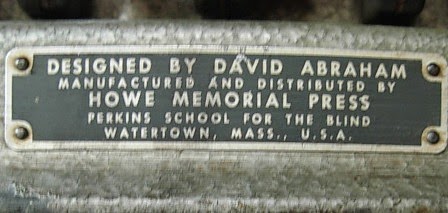 DESIGNED BY DAVID ABRAHAM
MANUFACTURED AND DISTRIBUTED BY
HOWE MEMORIAL PRESS
PERKINS SCHOOL FOR THE BLIND
WATERTOWN, MASS., U.S.A.